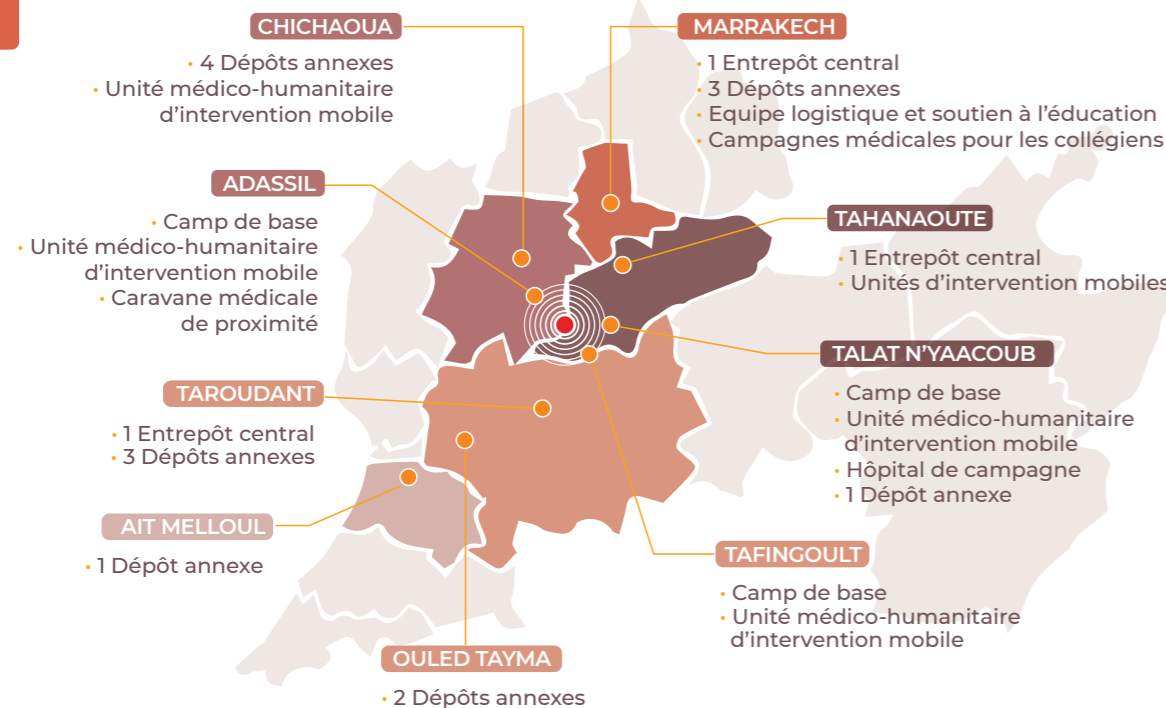 CHICHAOUA
· 4 Dépôts annexes
· Unité médico-humanitaire
d’intervention mobile
MARRAKECH
· 1 Entrepôt central
· 3 Dépôts annexes
· Equipe logistique et soutien à l’éducation
· Campagnes médicales pour les collégiens
ADASSIL
· Camp de base
· Unité médico-humanitaire
d’intervention mobile
· Caravane médicale
de proximité
TAHANAOUTE
· 1 Entrepôt central
· Unités d’intervention mobiles
TALAT N’YAACOUB
· Camp de base
· Unité médico-humanitaire
d’intervention mobile
· Hôpital de campagne
· 1 Dépôt annexe
TAROUDANT
· 1 Entrepôt central
· 3 Dépôts annexes
AIT MELLOUL
· 1 Dépôt annexe
TAFINGOULT
· Camp de base
· Unité médico-humanitaire
d’intervention mobile
OULED TAYMA
· 2 Dépôts annexes